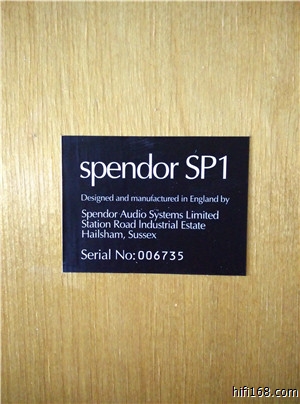 spendor SP1
Designed and manufactured in England by
Spendor Audio Systems Limited
Station Road Industrial Estate
Hailsham, Sussex
Serial No: 006735
hifi168.com